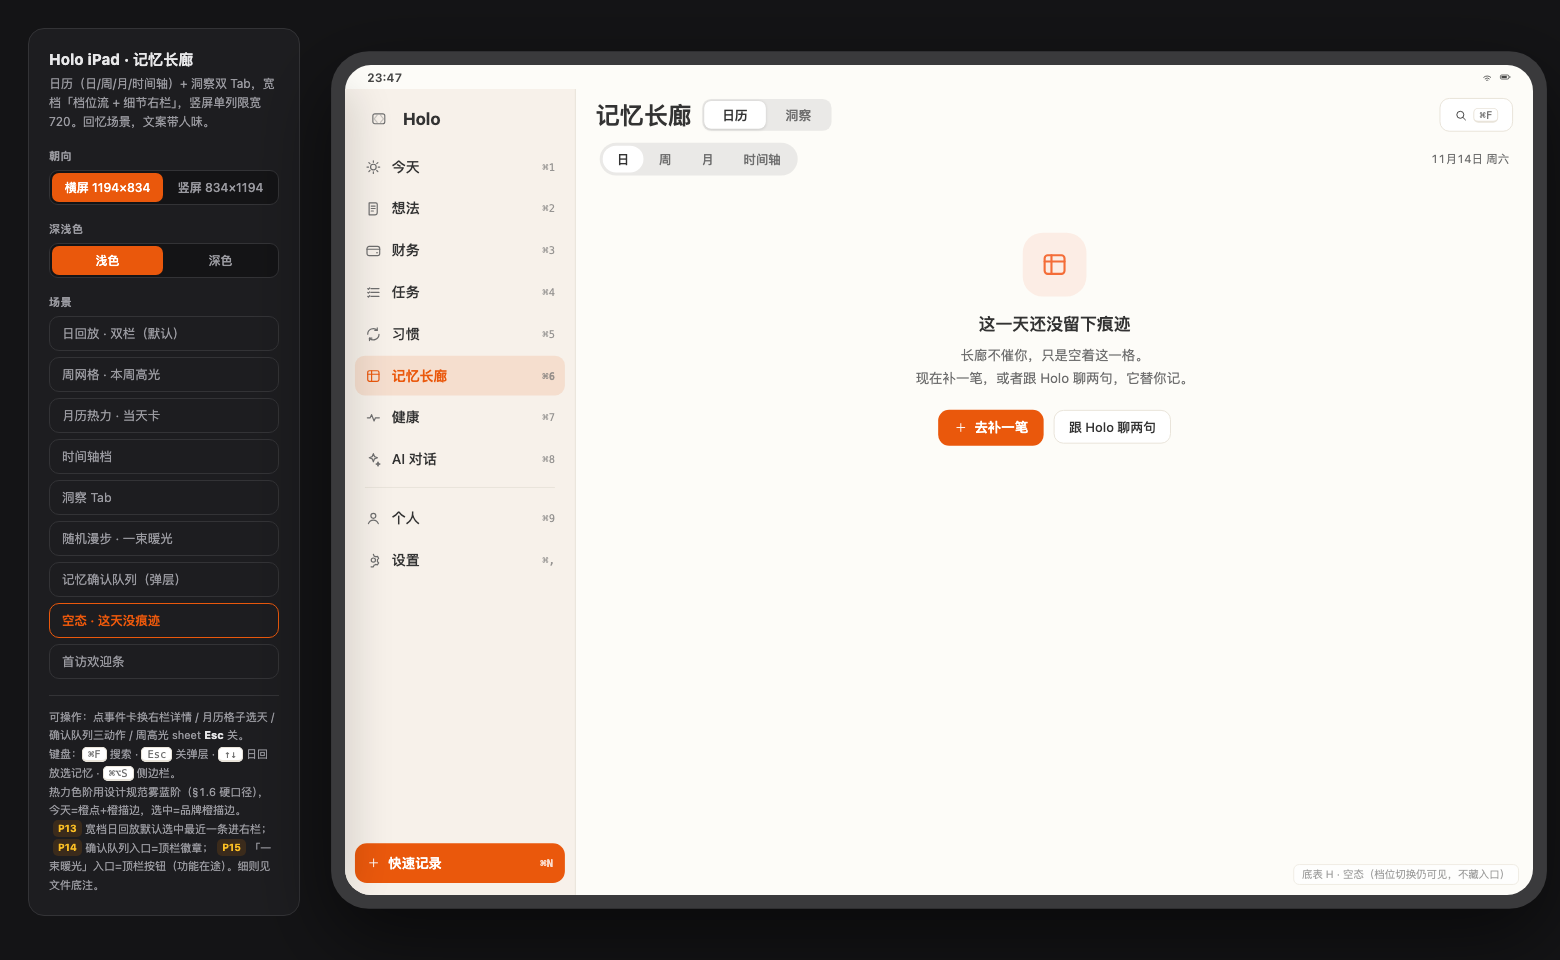 Holo iPad · 记忆长廊
日历（日/周/月/时间轴）+ 洞察双 Tab，宽
档「档位流 + 细节右栏」，竖屏单列限宽
720。回忆场景，文案带人味。
朝向
横屏 1194×834
竖屏 834×1194
深浅色
浅色
深色
场景
日回放 · 双栏（默认）
周网格 · 本周高光
月历热力 · 当天卡
时间轴档
洞察 Tab
随机漫步 · 一束暖光
记忆确认队列（弹层）
空态 · 这天没痕迹
首访欢迎条
可操作：点事件卡换右栏详情 / 月历格子选天 /
确认队列三动作 / 周高光 sheet Esc 关。
键盘：⌘F 搜索 · Esc 关弹层 · ↑↓ 日回
放选记忆 · ⌘⌥S 侧边栏。
热力色阶用设计规范雾蓝阶（§1.6 硬口径），
今天=橙点+橙描边，选中=品牌橙描边。
P13 宽档日回放默认选中最近一条进右栏；
P14 确认队列入口=顶栏徽章； P15 「一
束暖光」入口=顶栏按钮（功能在途）。细则见
文件底注。
23:47
Holo
今天 ⌘1
想法 ⌘2
财务 ⌘3
任务 ⌘4
习惯 ⌘5
记忆长廊 ⌘6
健康 ⌘7
AI 对话 ⌘8
个人 ⌘9
设置 ⌘,
+ 快速记录 ⌘N
记忆长廊
日历
洞察
⌘F
日
周
月
时间轴
11月14日 周六
这一天还没留下痕迹
长廊不催你，只是空着这一格。
现在补一笔，或者跟 Holo 聊两句，它替你记。
+ 去补一笔
跟 Holo 聊两句
底表 H · 空态（档位切换仍可见，不藏入口）